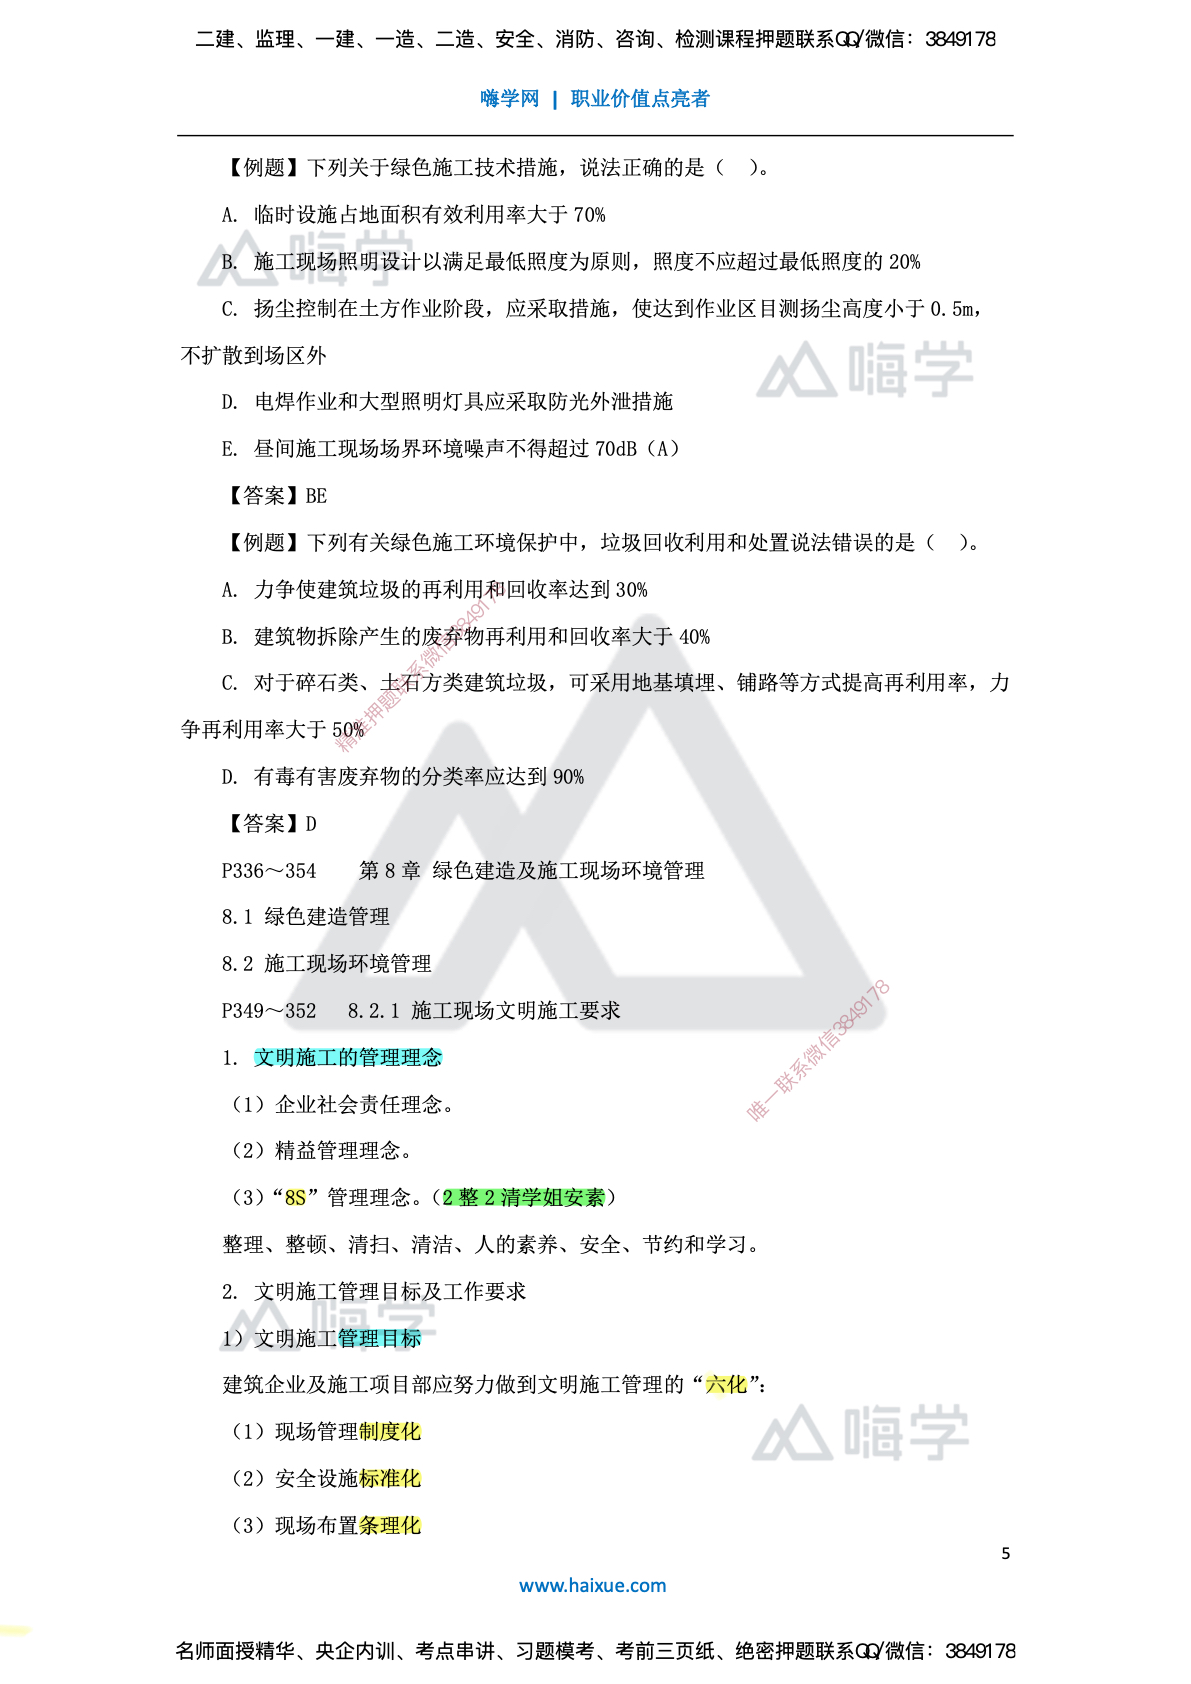 二建、监理、一建、一造、二造、安全、消防、咨询、检测课程押题联系QQ/微信：3849178
嗨学网 | 职业价值点亮者
【例题】下列关于绿色施工技术措施，说法正确的是（ ）。
A. 临时设施占地面积有效利用率大于 70%
嗨学
B. 施工现场照明设计以满足最低照度为原则，照度不应超过最低照度的 20%
C. 扬尘控制在土方作业阶段，应采取措施，使达到作业区目测扬尘高度小于 0.5m，
不扩散到场区外
嗨学
D. 电焊作业和大型照明灯具应采取防光外泄措施
E. 昼间施工现场场界环境噪声不得超过 70dB（A）
【答案】BE
【例题】下列有关绿色施工环境保护中，垃圾回收利用和处置说法错误的是（ ）。
A. 力争使建筑垃圾的再利用和回收率达到 30%
B. 建筑物拆除产生的废弃物再利用和回收率大于 40%
精准押题联系微信3849178
C. 对于碎石类、土石方类建筑垃圾，可采用地基填埋、铺路等方式提高再利用率，力
争再利用率大于 50%
D. 有毒有害废弃物的分类率应达到 90%
【答案】D
P336～354 第 8 章 绿色建造及施工现场环境管理
8.1 绿色建造管理
8.2 施工现场环境管理
P349～352 8.2.1 施工现场文明施工要求
1. 文明施工的管理理念
唯一联系微信3849178
（1）企业社会责任理念。
（2）精益管理理念。
（3）“8S”管理理念。（2 整 2 清学姐安素）
整理、整顿、清扫、清洁、人的素养、安全、节约和学习。
2. 文明施工管理目标及工作要求
嗨学
1）文明施工管理目标
建筑企业及施工项目部应努力做到文明施工管理的“六化”：
（1）现场管理制度化
嗨学
（2）安全设施标准化
（3）现场布置条理化
5
www.haixue.com
名师面授精华、央企内训、考点串讲、习题模考、考前三页纸、绝密押题联系QQ/微信：3849178